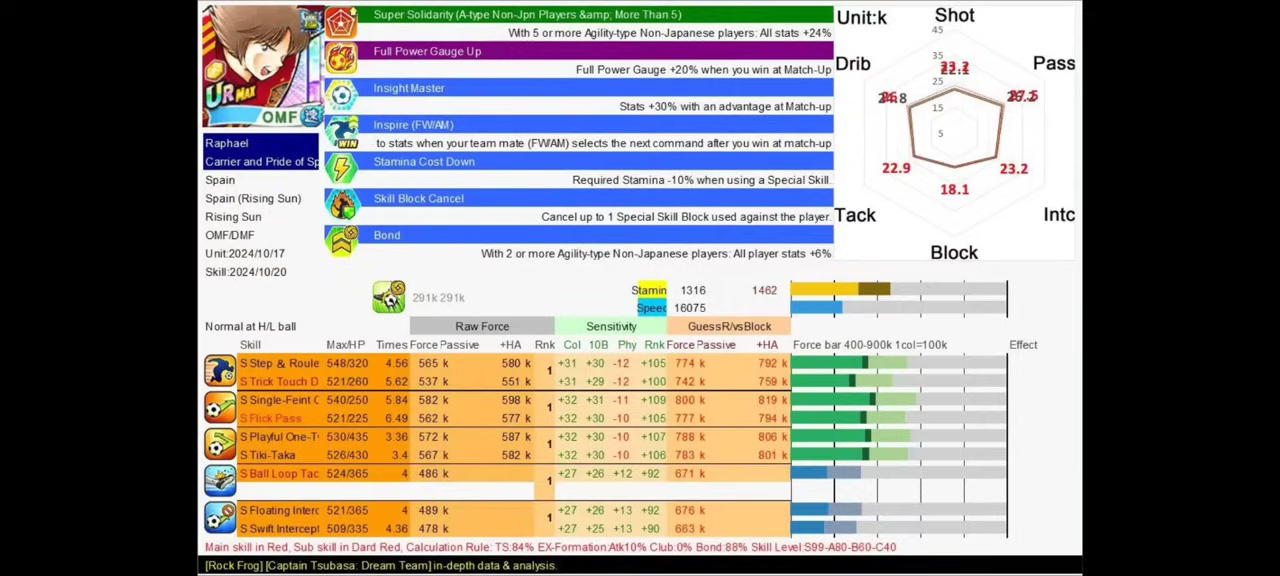 Super Solidarity (A-type Non-Jpn Players &amp; More Than 5)
With 5 or more Agility-type Non-Japanese players: All stats +24%
Full Power Gauge Up
Full Power Gauge +20% when you win at Match-Up
Insight Master
Stats +30% with an advantage at Match-up
Inspire (FW/AM)
WIN
to stats when your team mate (FW/AM) selects the next command after you win at match-up
Stamina Cost Down
Required Stamina -10% when using a Special Skill.
Skill Block Cancel
Cancel up to 1 Special Skill Block used against the player.
Bond
With 2 or more Agility-type Non-Japanese players: All player stats +6%
UR MAX
OMF
Raphael
Carrier and Pride of Sp
Spain
Spain (Rising Sun)
Rising Sun
OMF/DMF
Unit:2024/10/17
Skill:2024/10/20
Unit:k
Shot
45
35
25
15
5
Drib
Pass
22.9
23.2
18.1
Tack
Intc
Block
291k 291k
Stamin 1316 1462
Speed 16075
Normal at H/L ball Raw Force Sensitivity GuessR/vsBlock
Skill Max/HP Times Force Passive +HA Rnk Col 10B Phy Rnk Force Passive +HA Force bar 400-900k 1col=100k Effect
S Step & Roule 548/320 4.56 565 k 580 k 1 +31 +30 -12 +105 774 k 792 k
S Trick Touch D 521/260 5.62 537 k 551 k +31 +29 -12 +100 742 k 759 k
S Single-Feint C 540/250 5.84 582 k 598 k 1 +32 +31 -11 +109 800 k 819 k
S Flick Pass 521/225 6.49 562 k 577 k +32 +30 -10 +105 777 k 794 k
S Playful One-T 530/435 3.36 572 k 587 k 1 +32 +30 -10 +107 788 k 806 k
S Tiki-Taka 526/430 3.4 567 k 582 k +32 +30 -10 +106 783 k 801 k
S Ball Loop Tac 524/365 4 486 k 1 +27 +26 +12 +92 671 k
S Floating Interc 521/365 4 489 k 1 +27 +26 +13 +92 676 k
S Swift Intercept 509/335 4.36 478 k +27 +25 +13 +90 663 k
Main skill in Red, Sub skill in Dard Red, Calculation Rule: TS:84% EX-Formation:Atk10% Club:0% Bond:88% Skill Level:S99-A80-B60-C40
[Rock Frog] [Captain Tsubasa: Dream Team] in-depth data & analysis.